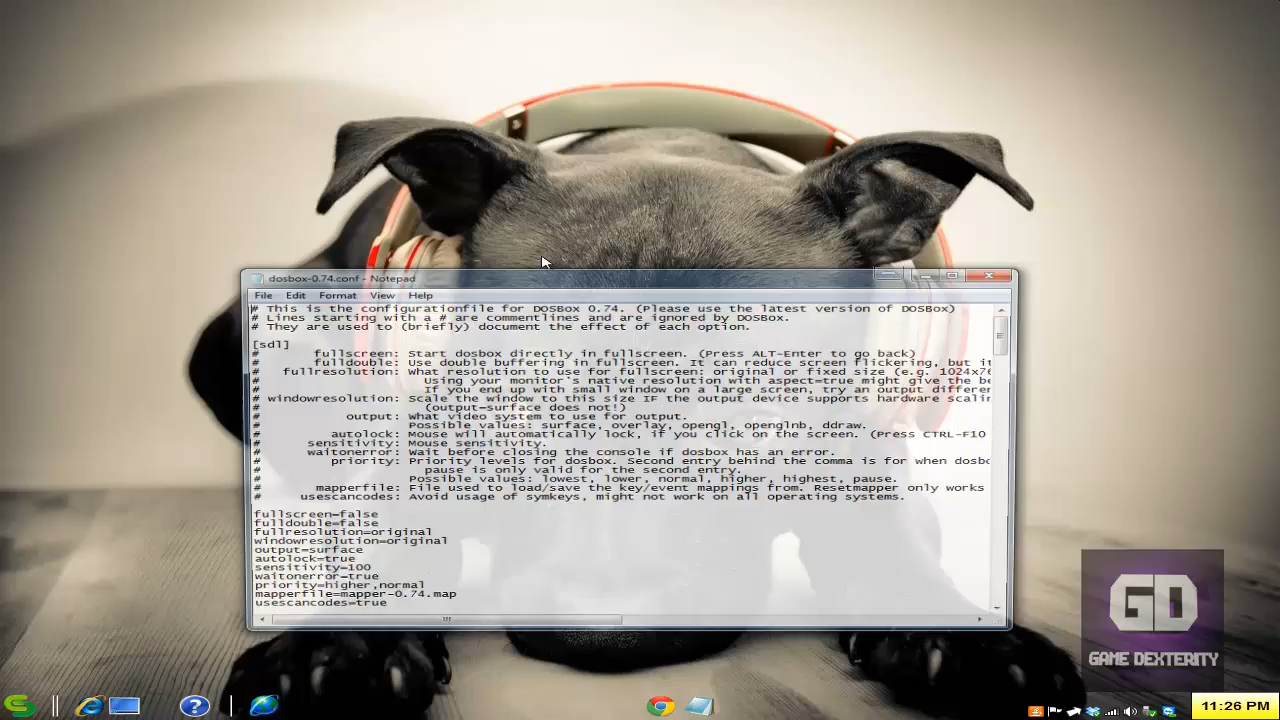 dosbox-0.74.conf - Notepad
File Edit Format View Help
# This is the configurationfile for DOSBox 0.74. (Please use the latest version of DOSBox)
# Lines starting with a # are commentlines and are ignored by DOSBox.
# They are used to (briefly) document the effect of each option.
[sdl]
# fullscreen: Start dosbox directly in fullscreen. (Press ALT-Enter to go back)
# fulldouble: Use double buffering in fullscreen. It can reduce screen flickering, but it
# fullresolution: What resolution to use for fullscreen: original or fixed size (e.g. 1024x76
# Using your monitor's native resolution with aspect=true might give the be
# If you end up with small window on a large screen, try an output differen
# windowresolution: Scale the window to this size IF the output device supports hardware scalin
# (output=surface does not!)
# output: What video system to use for output.
# Possible values: surface, overlay, opengl, openglnb, ddraw.
# autolock: Mouse will automatically lock, if you click on the screen. (Press CTRL-F10
# sensitivity: Mouse sensitivity.
# waitonerror: Wait before closing the console if dosbox has an error.
# priority: Priority levels for dosbox. Second entry behind the comma is for when dosbo
# pause is only valid for the second entry.
# Possible values: lowest, lower, normal, higher, highest, pause.
# mapperfile: File used to load/save the key/event mappings from. Resetmapper only works
# usescancodes: Avoid usage of symkeys, might not work on all operating systems.
fullscreen=false
fulldouble=false
fullresolution=original
windowresolution=original
output=surface
autolock=true
sensitivity=100
waitonerror=true
priority=higher,normal
mapperfile=mapper-0.74.map
usescancodes=true
GD
GAME DEXTERITY
11:26 PM